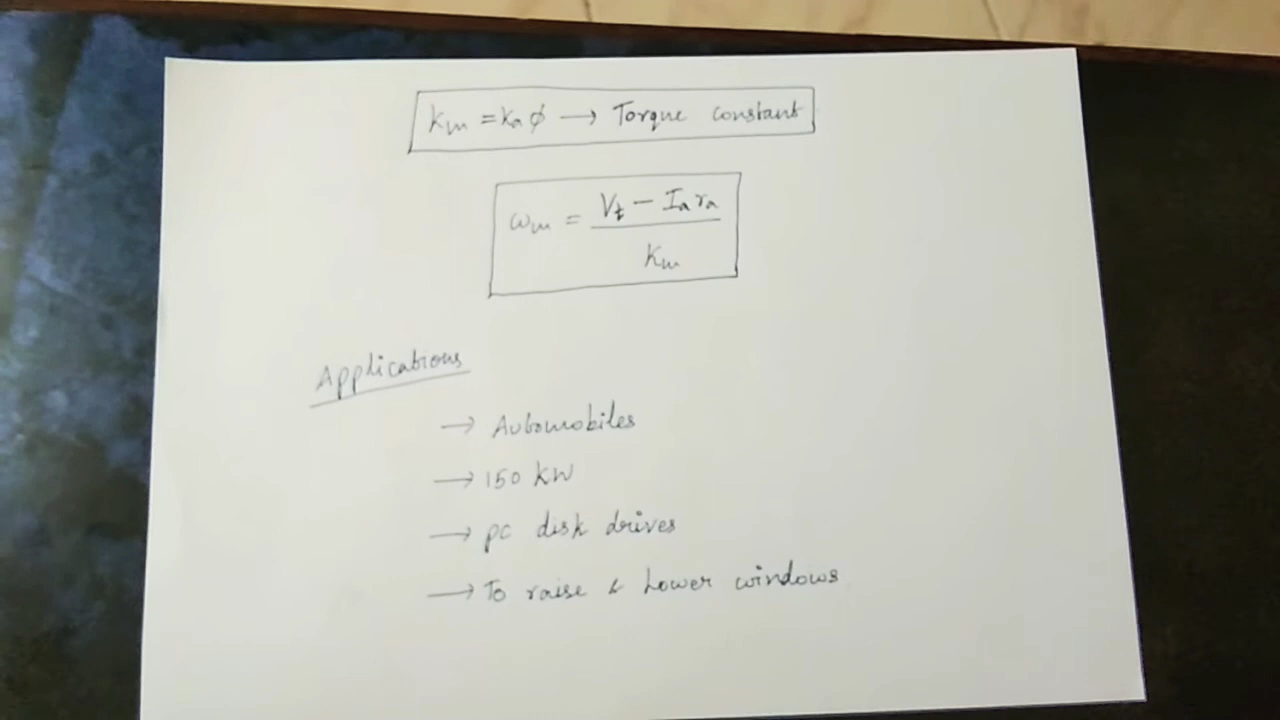 Km = Ka φ → Torque constant
ωm = (Vt − Ia ra) / Km
Applications
→ Automobiles
→ 150 kW
→ pc disk drives
→ To raise & Lower windows